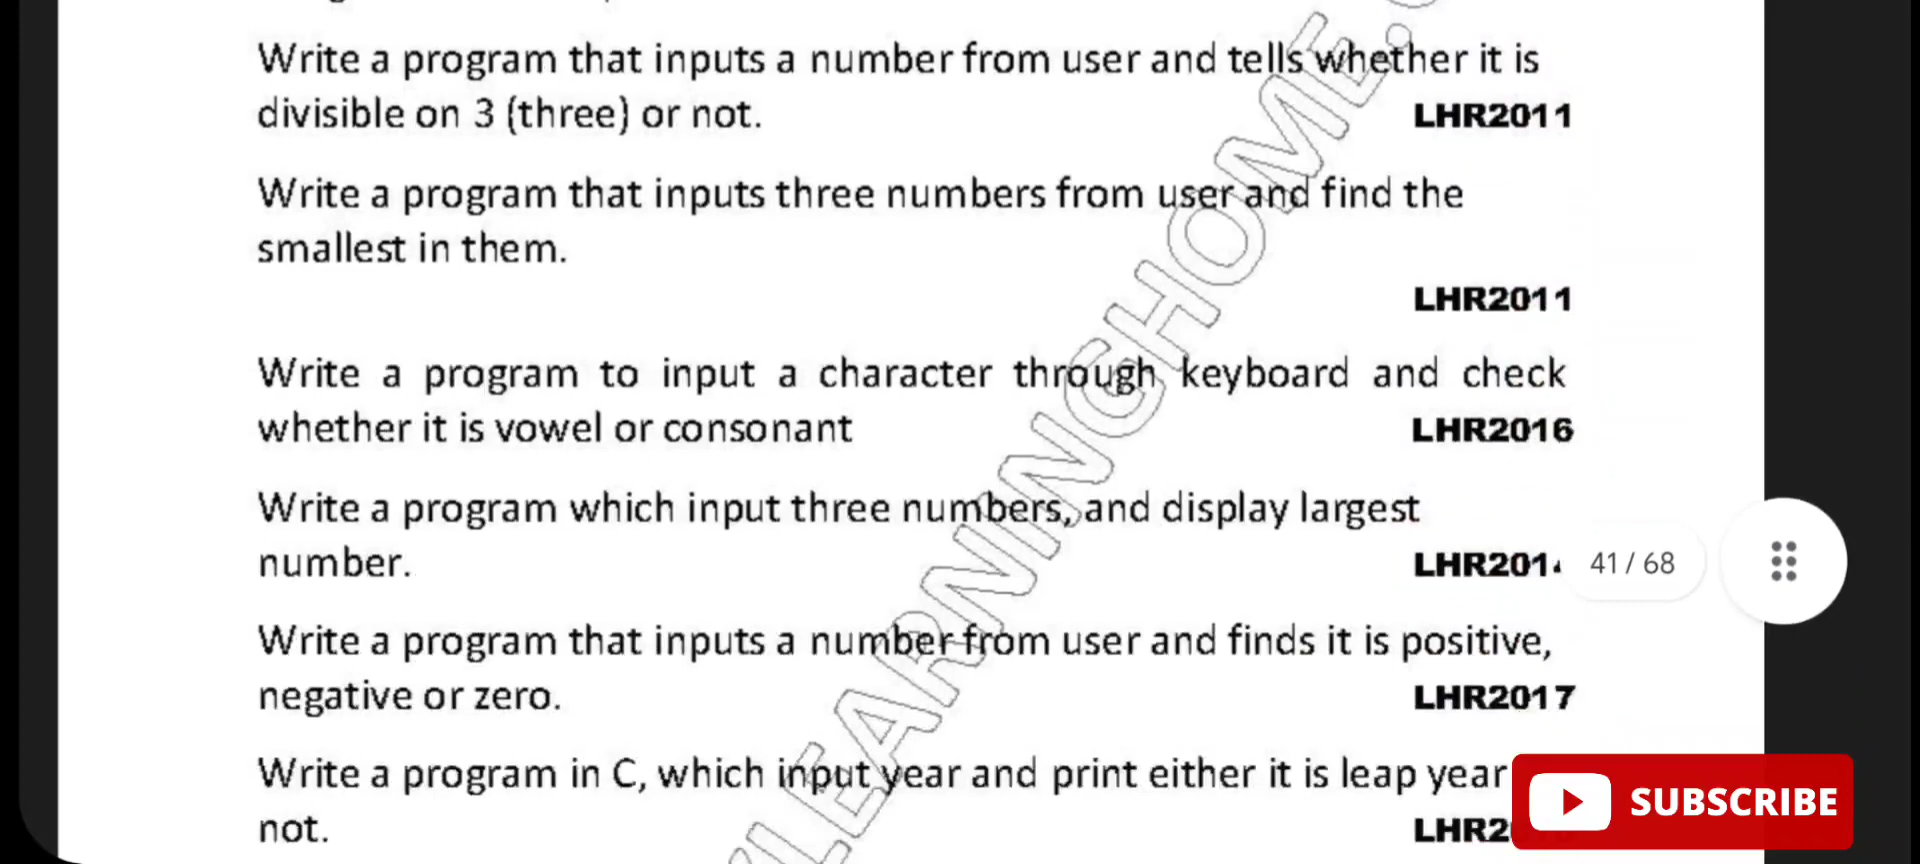 Write a program that inputs a number from user and tells whether it is
divisible on 3 (three) or not. LHR2011
Write a program that inputs three numbers from user and find the
smallest in them.
LHR2011
Write a program to input a character through keyboard and check
whether it is vowel or consonant LHR2016
Write a program which input three numbers, and display largest
number. LHR201
41 / 68
Write a program that inputs a number from user and finds it is positive,
negative or zero. LHR2017
Write a program in C, which input year and print either it is leap year
not. LHR2
SUBSCRIBE
LEARNINGHOME.